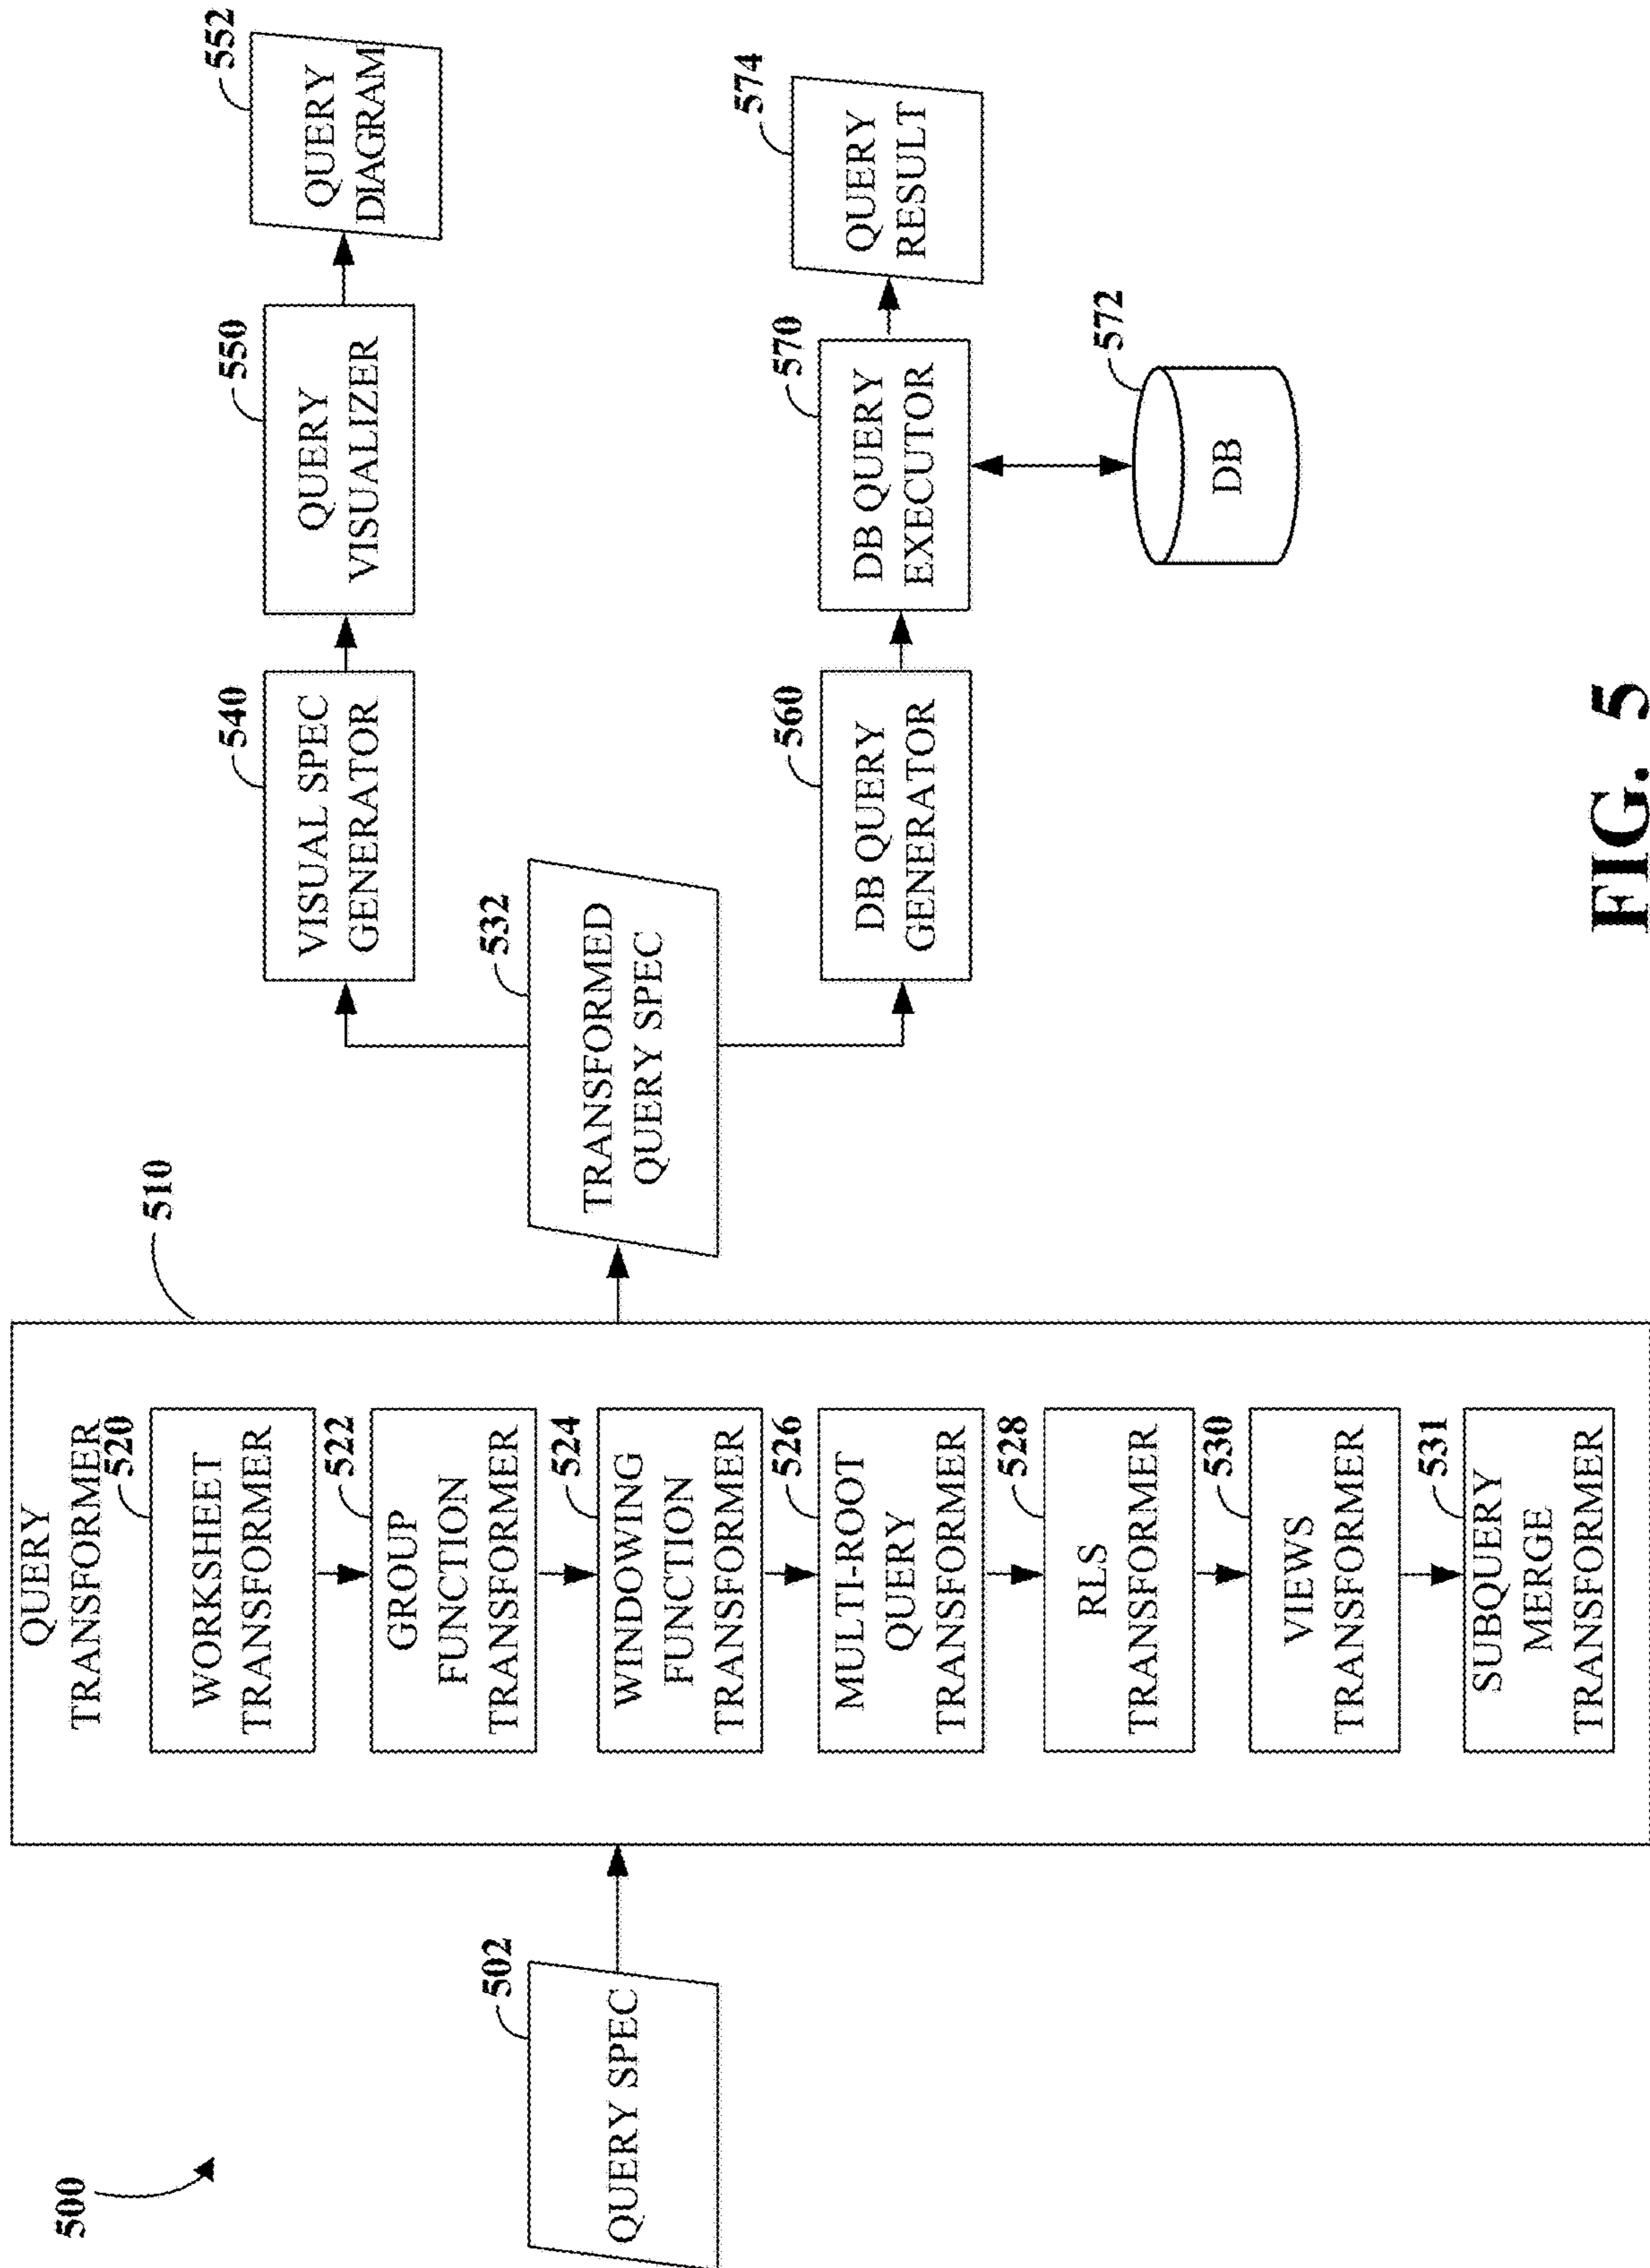 500
502
QUERY SPEC
510
QUERY
TRANSFORMER
520
WORKSHEET
TRANSFORMER
522
GROUP
FUNCTION
TRANSFORMER
524
WINDOWING
FUNCTION
TRANSFORMER
526
MULTI-ROOT
QUERY
TRANSFORMER
528
RLS
TRANSFORMER
530
VIEWS
TRANSFORMER
531
SUBQUERY
MERGE
TRANSFORMER
532
TRANSFORMED
QUERY SPEC
540
VISUAL SPEC
GENERATOR
550
QUERY
VISUALIZER
552
QUERY
DIAGRAM
560
DB QUERY
GENERATOR
570
DB QUERY
EXECUTOR
574
QUERY
RESULT
572
DB
FIG. 5